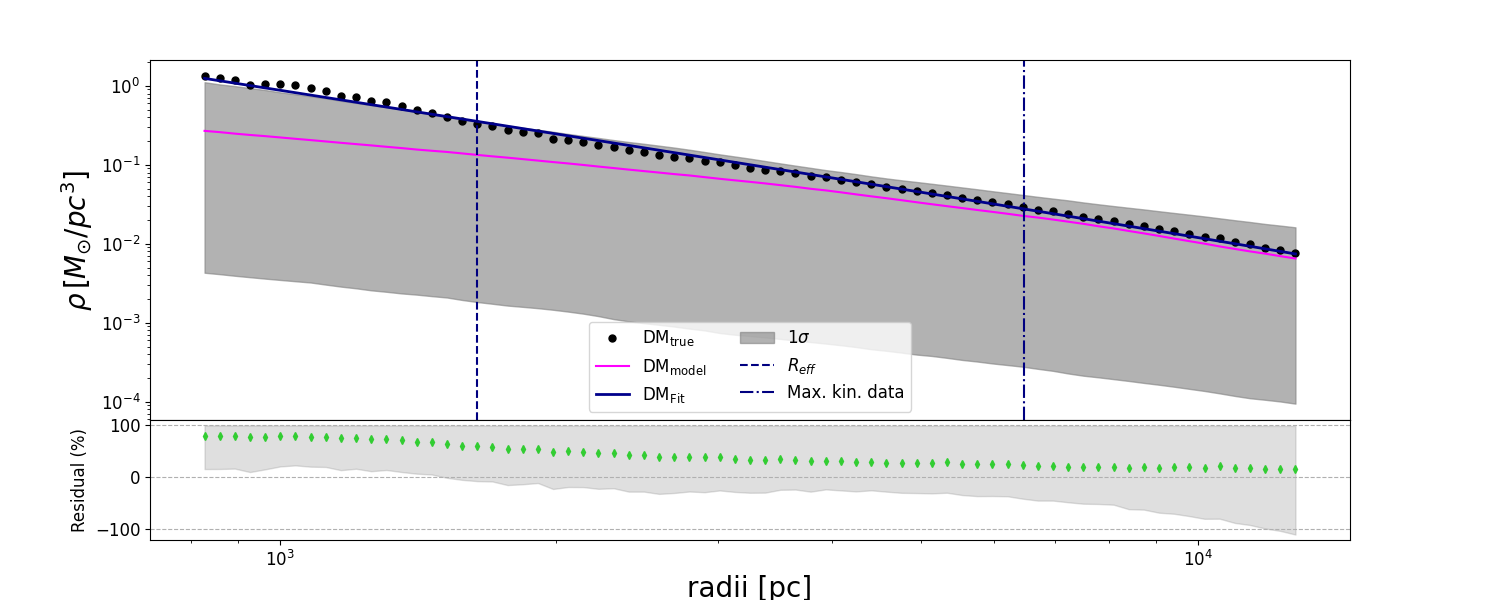 10⁰
10⁻¹
10⁻²
10⁻³
10⁻⁴
ρ [M⊙/pc³]
DMtrue
DMmodel
DMFit
1σ
Reff
Max. kin. data
100
0
−100
Residual (%)
10³
10⁴
radii [pc]